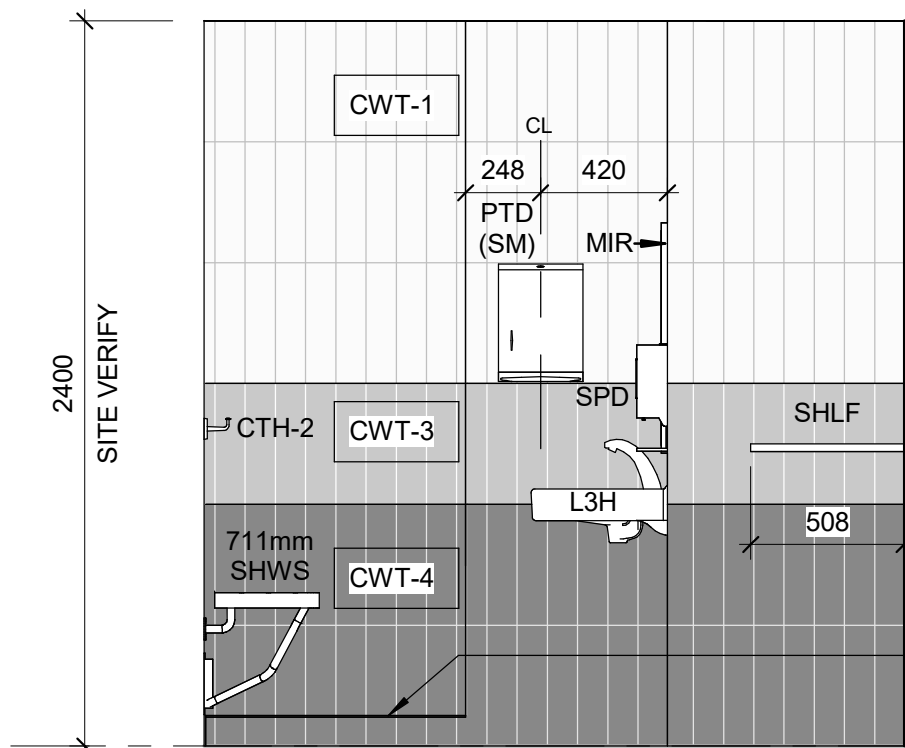 CWT-1
CL
248
420
PTD
(SM)
MIR
2400
SITE VERIFY
SPD
CTH-2
CWT-3
SHLF
L3H
508
711mm
SHWS
CWT-4